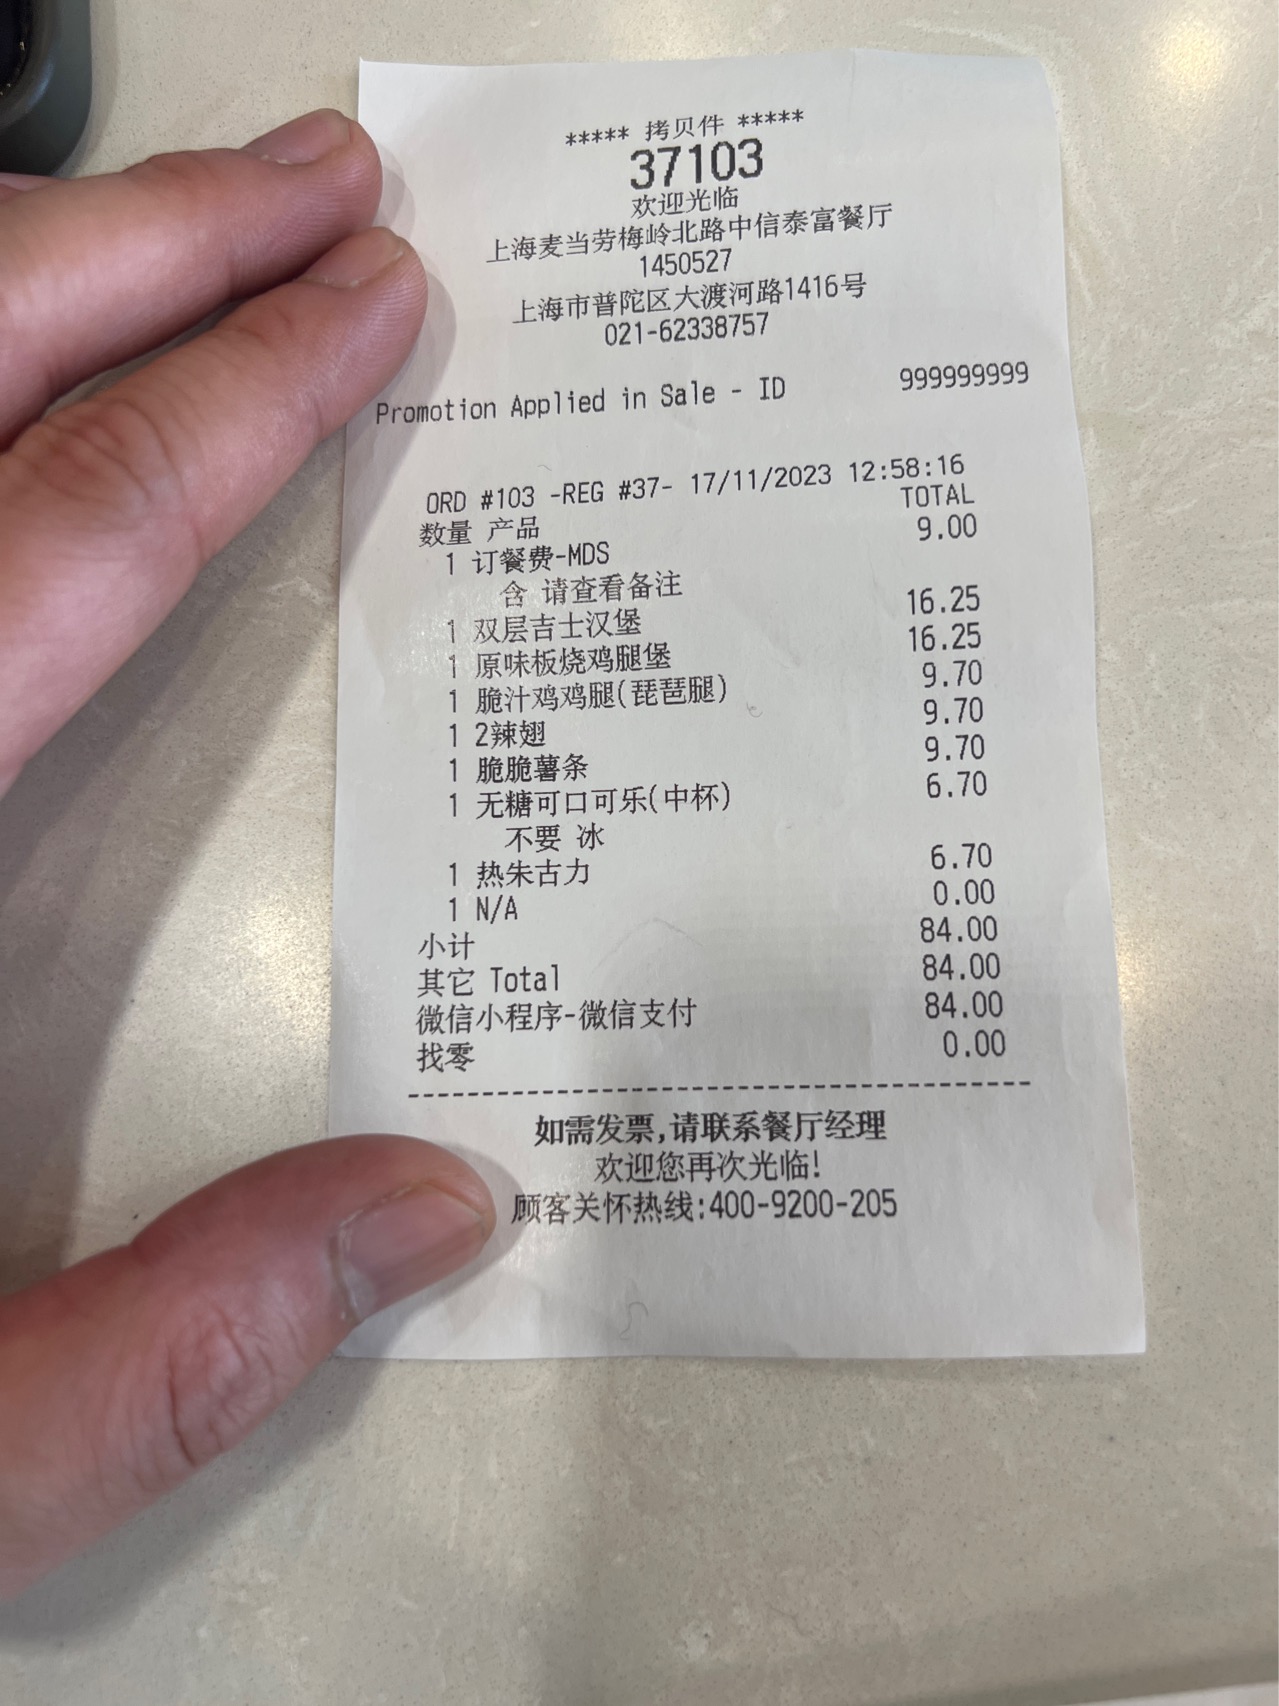 ***** 拷贝件 *****
37103
欢迎光临
上海麦当劳梅岭北路中信泰富餐厅
1450527
上海市普陀区大渡河路1416号
021-62338757
Promotion Applied in Sale - ID 999999999
ORD #103 -REG #37- 17/11/2023 12:58:16
数量 产品 TOTAL
1 订餐费-MDS 9.00
含 请查看备注
1 双层吉士汉堡 16.25
1 原味板烧鸡腿堡 16.25
1 脆汁鸡鸡腿(琵琶腿) 9.70
1 2辣翅 9.70
1 脆脆薯条 9.70
1 无糖可口可乐(中杯) 6.70
不要 冰
1 热朱古力 6.70
1 N/A 0.00
小计 84.00
其它 Total 84.00
微信小程序-微信支付 84.00
找零 0.00
如需发票,请联系餐厅经理
欢迎您再次光临!
顾客关怀热线:400-9200-205